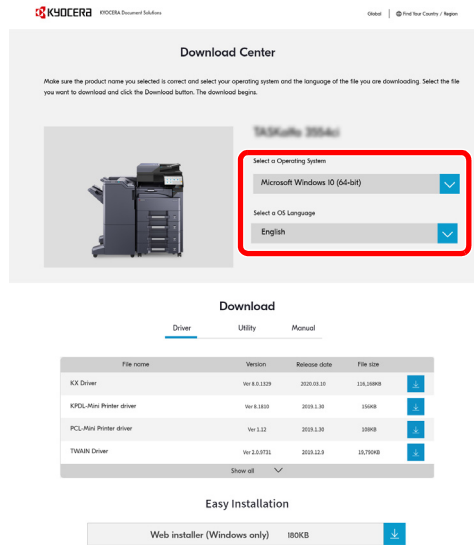 KYOCERA KYOCERA Document Solutions
Global Find Your Country / Region
Download Center
Make sure the product name you selected is correct and select your operating system and the language of the file you are downloading. Select the file
you want to download and click the Download button. The download begins.
Select a Operating System
Microsoft Windows 10 (64-bit)
Select a OS Language
English
Download
Driver Utility Manual
File name Version Release date File size
KX Driver Ver 8.0.1329 2020.03.10 116,168KB
KPDL-Mini Printer driver Ver 8.1810 2019.1.30 156KB
PCL-Mini Printer driver Ver 1.12 2019.1.30 108KB
TWAIN Driver Ver 2.0.9731 2019.12.9 19,790KB
Show all
Easy Installation
Web installer (Windows only) 180KB